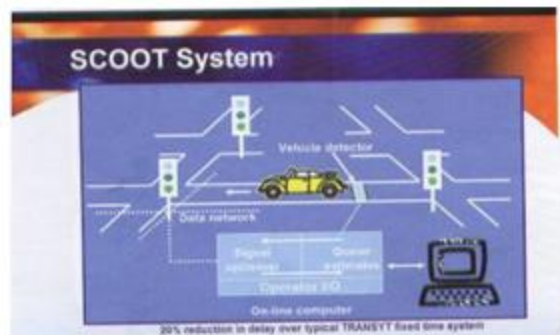 SCOOT System
Vehicle detector
Data network
Signal optimiser
Queue estimates
Operator I/O
On-line computer
20% reduction in delay over typical TRANSYT fixed time system